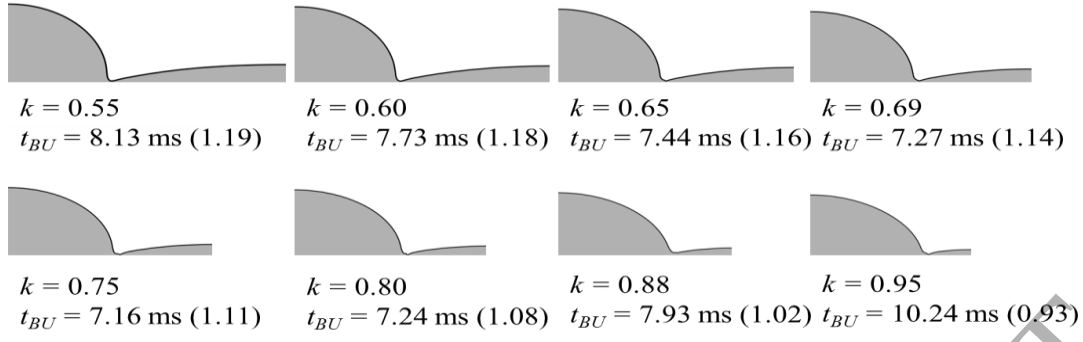 k = 0.55
t_BU = 8.13 ms (1.19)
k = 0.60
t_BU = 7.73 ms (1.18)
k = 0.65
t_BU = 7.44 ms (1.16)
k = 0.69
t_BU = 7.27 ms (1.14)
k = 0.75
t_BU = 7.16 ms (1.11)
k = 0.80
t_BU = 7.24 ms (1.08)
k = 0.88
t_BU = 7.93 ms (1.02)
k = 0.95
t_BU = 10.24 ms (0.93)